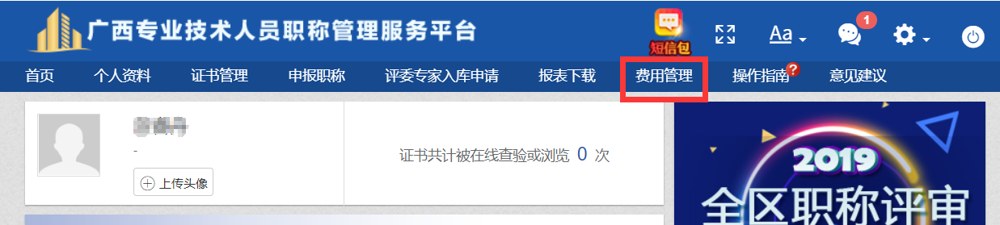 广西专业技术人员职称管理服务平台
短信包
Aa
1
首页 个人资料 证书管理 申报职称 评委专家入库申请 报表下载 费用管理 操作指南 ? 意见建议
-
上传头像
证书共计被在线查验或浏览 0 次
2019
全区职称评审